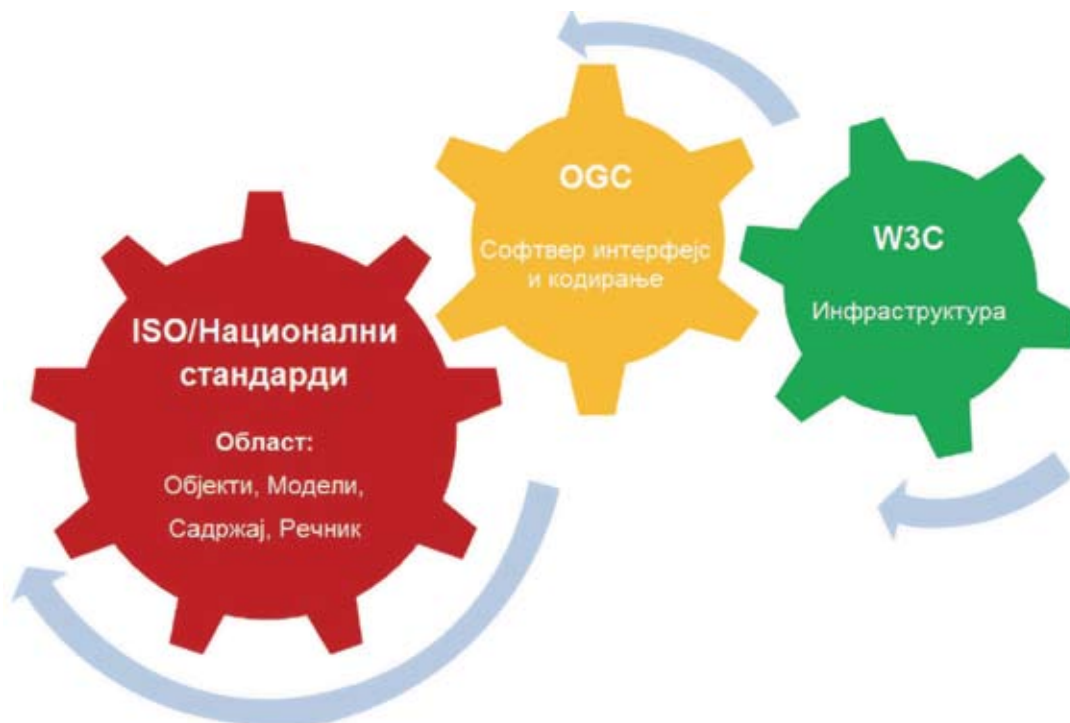 ISO/Национални
стандарди
Област:
Објекти, Модели,
Садржај, Речник
OGC
Софтвер интерфејс
и кодирање
W3C
Инфраструктура